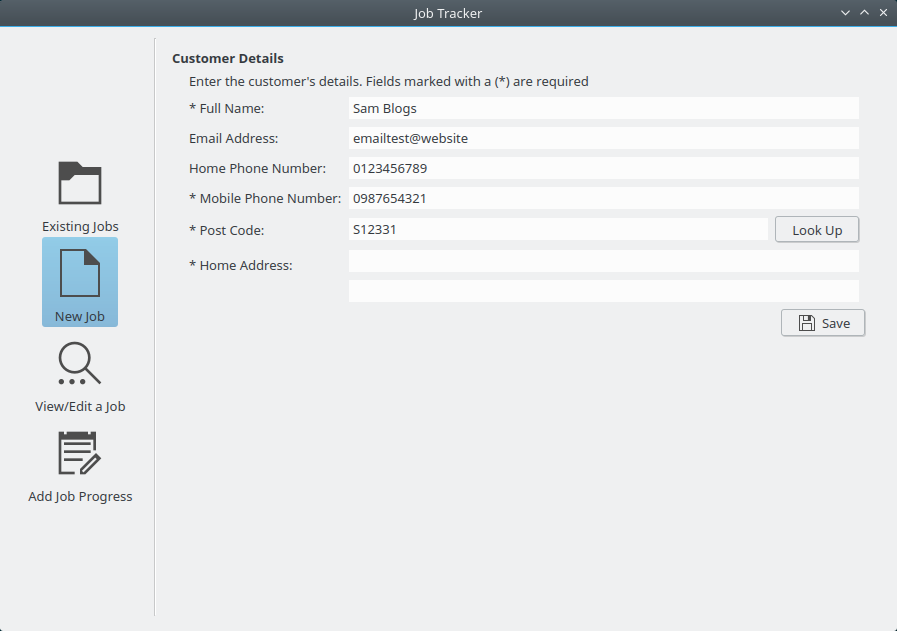 Job Tracker
Existing Jobs
New Job
View/Edit a Job
Add Job Progress
Customer Details
Enter the customer's details. Fields marked with a (*) are required
* Full Name: Sam Blogs
Email Address: emailtest@website
Home Phone Number: 0123456789
* Mobile Phone Number: 0987654321
* Post Code: S12331 Look Up
* Home Address:
Save